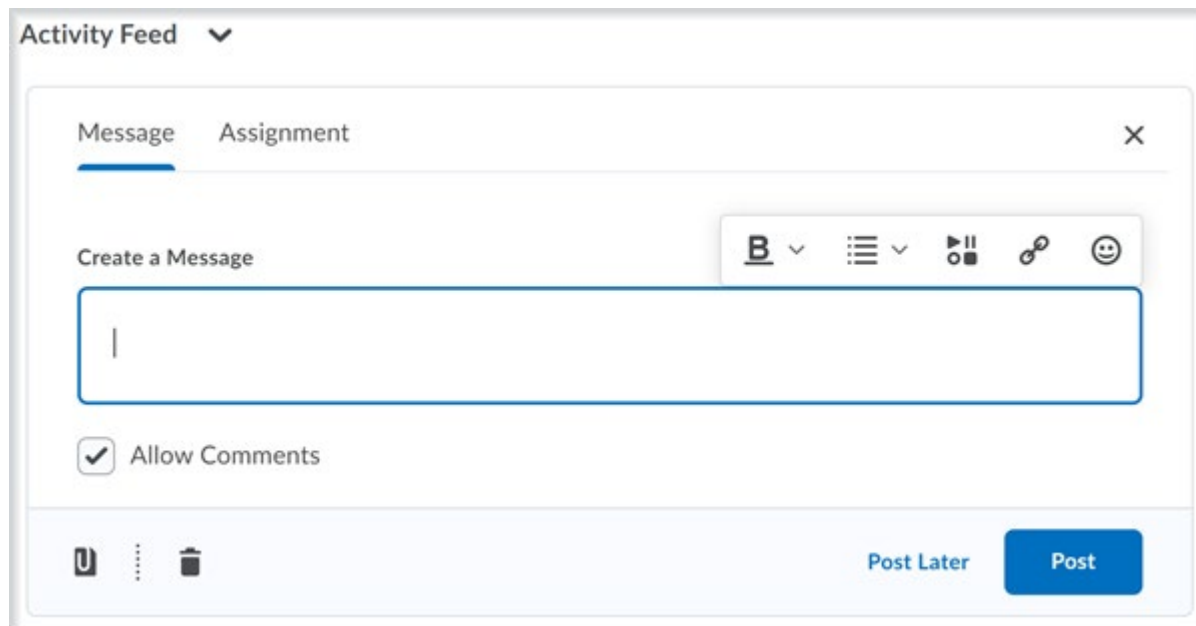 Activity Feed
Message Assignment
Create a Message
Allow Comments
Post Later Post